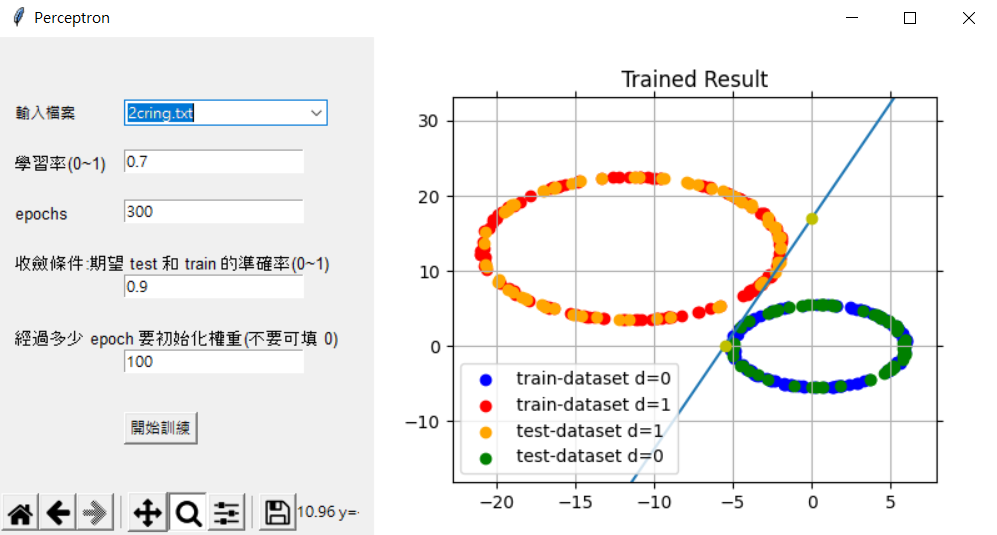 Perceptron
輸入檔案
2cring.txt
學習率(0~1)
0.7
epochs
300
收斂條件:期望 test 和 train 的準確率(0~1)
0.9
經過多少 epoch 要初始化權重(不要可填 0)
100
開始訓練
10.96 y=-
Trained Result
30
20
10
0
−10
−20
−15
−10
−5
0
5
train-dataset d=0
train-dataset d=1
test-dataset d=1
test-dataset d=0